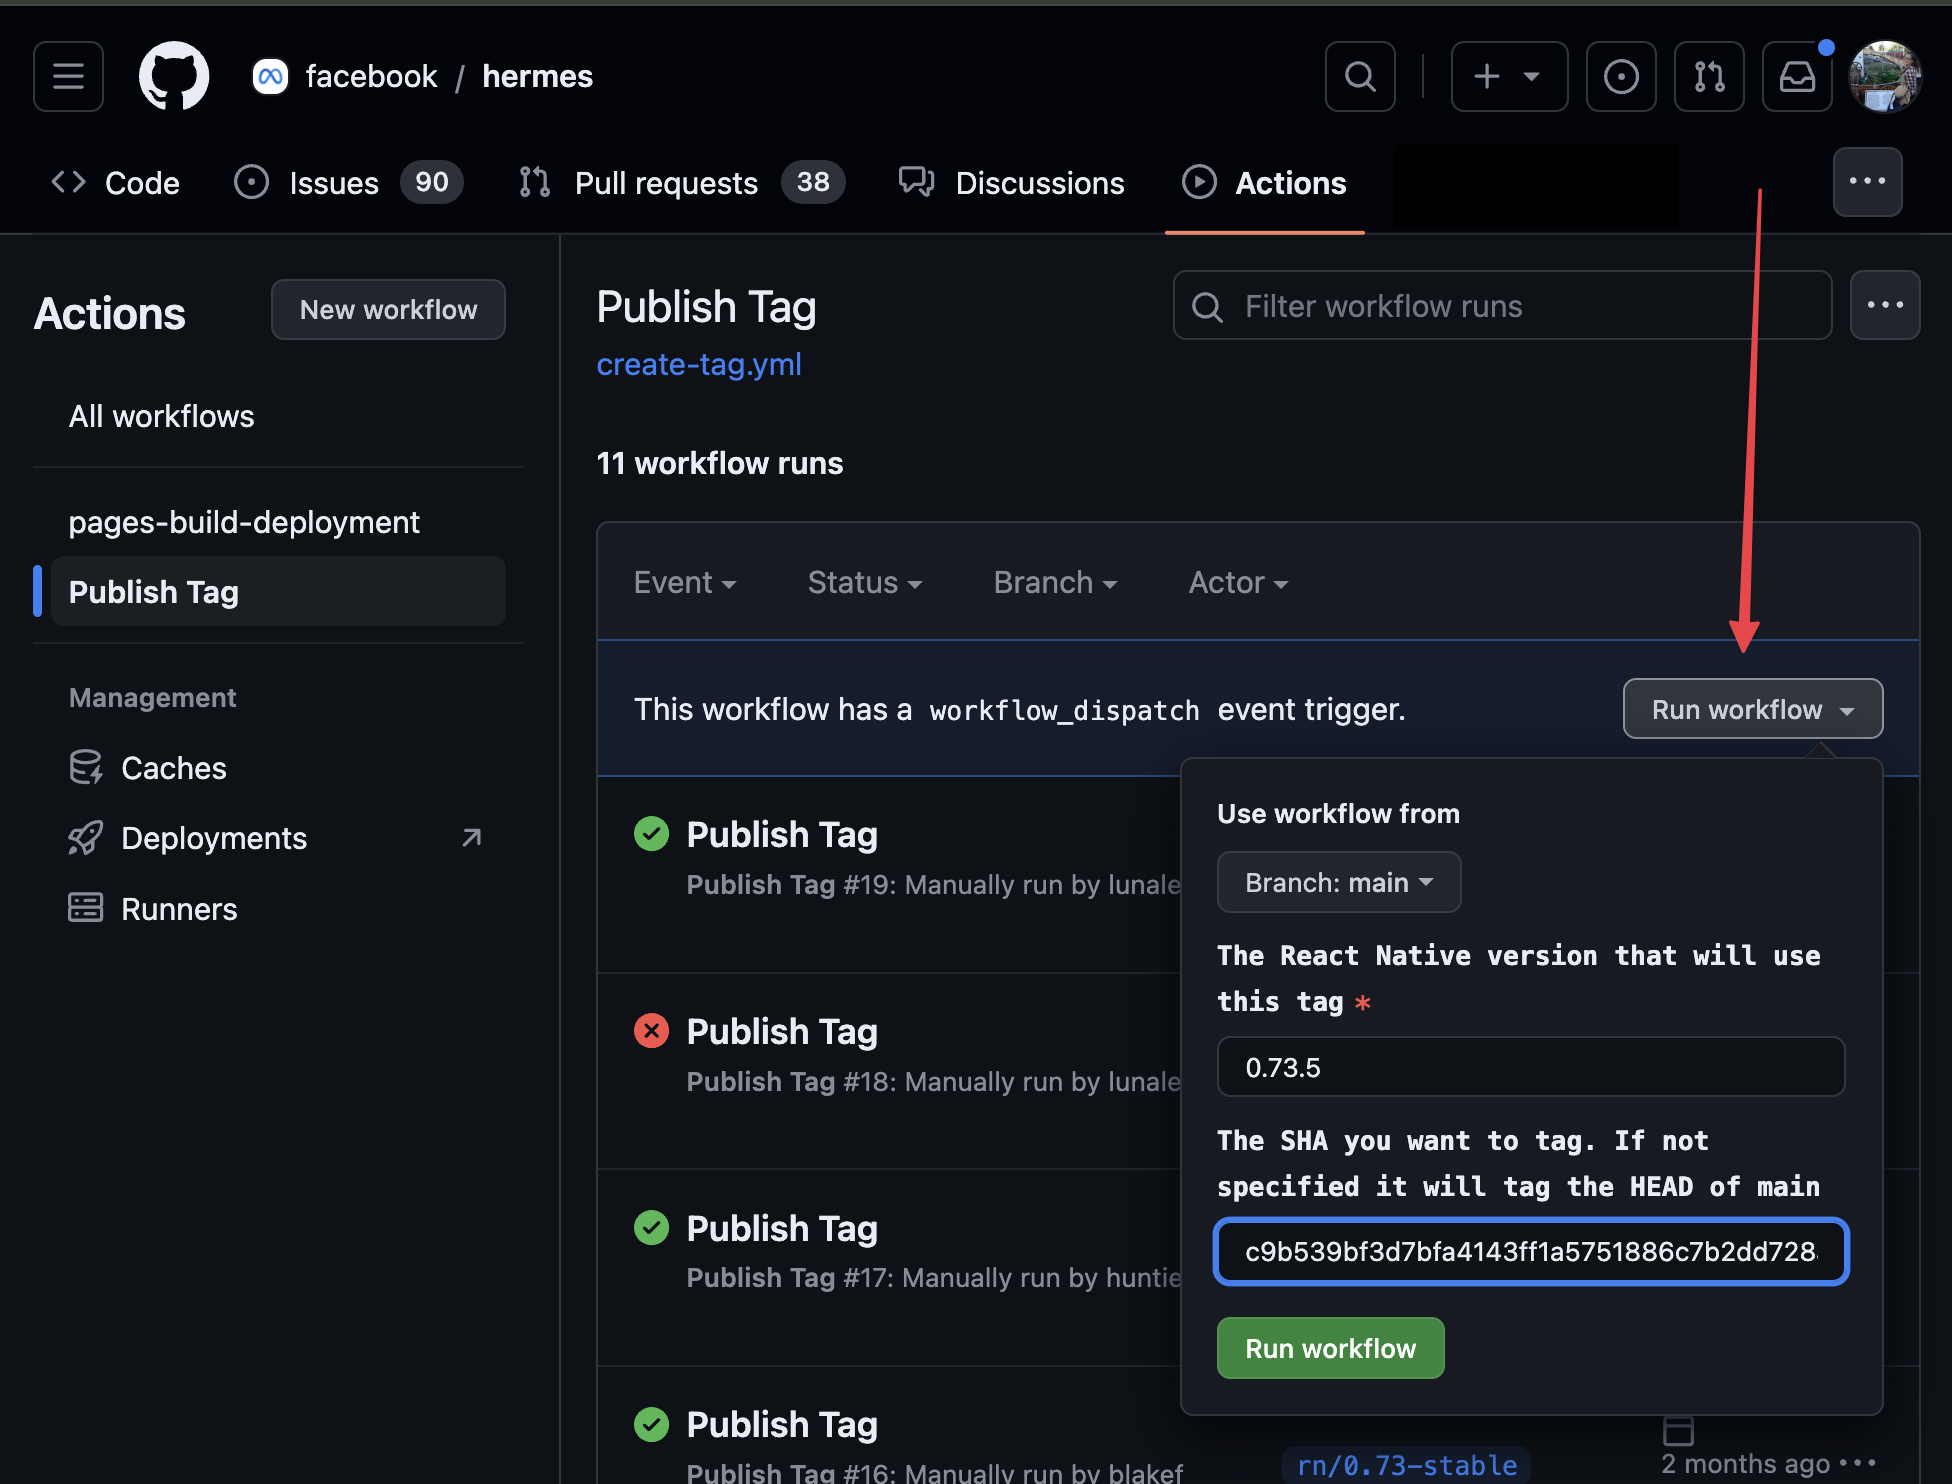 facebook / hermes
Code
Issues 90
Pull requests 38
Discussions
Actions
Actions
New workflow
All workflows
pages-build-deployment
Publish Tag
Management
Caches
Deployments
Runners
Publish Tag
create-tag.yml
Filter workflow runs
11 workflow runs
Event
Status
Branch
Actor
This workflow has a workflow_dispatch event trigger.
Run workflow
Use workflow from
Branch: main
The React Native version that will use
this tag *
0.73.5
The SHA you want to tag. If not
specified it will tag the HEAD of main
c9b539bf3d7bfa4143ff1a5751886c7b2dd728
Run workflow
Publish Tag
Publish Tag #19: Manually run by lunale
Publish Tag
Publish Tag #18: Manually run by lunale
Publish Tag
Publish Tag #17: Manually run by huntie
Publish Tag
Publish Tag #16: Manually run by blakef
rn/0.73-stable
2 months ago